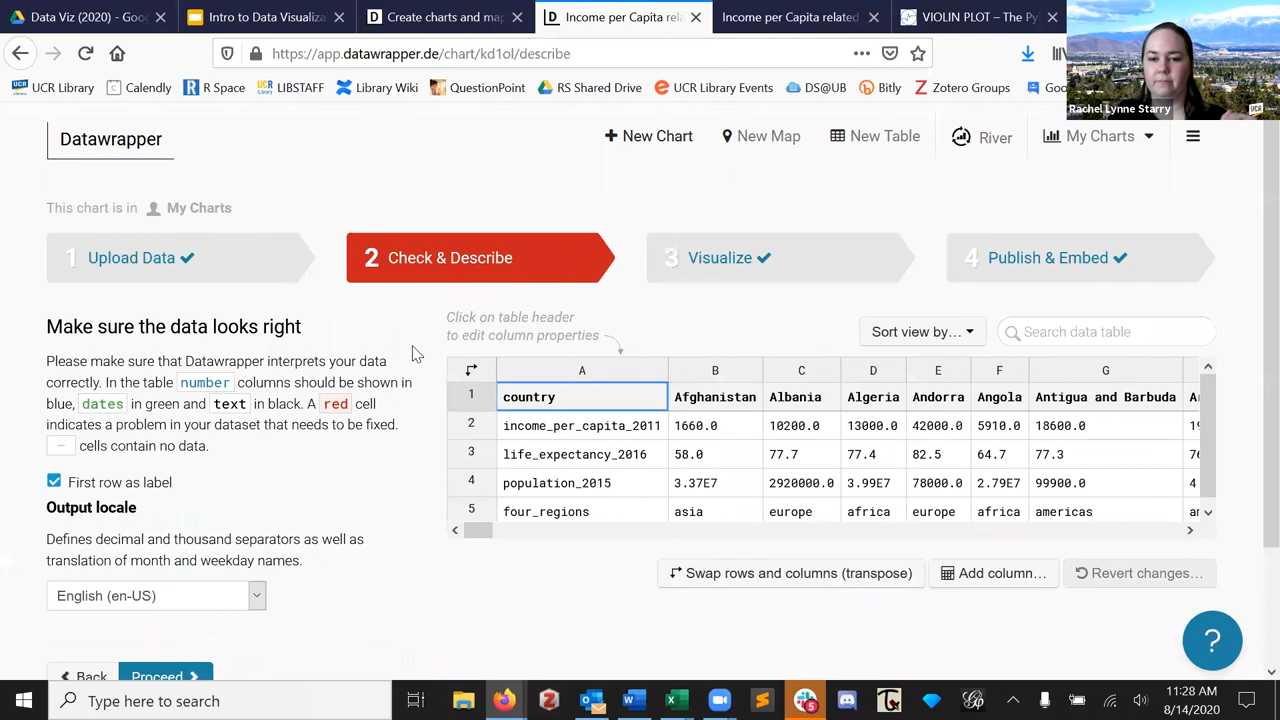 Data Viz (2020) - Goo
Intro to Data Visualiza
Create charts and map
Income per Capita rel
Income per Capita related
VIOLIN PLOT – The Py
https://app.datawrapper.de/chart/kd1ol/describe
UCR Library
Calendly
R Space
LIBSTAFF
Library Wiki
QuestionPoint
RS Shared Drive
UCR Library Events
DS@UB
Bitly
Zotero Groups
Goo
Rachel Lynne Starry
UCR
Datawrapper
New Chart
New Map
New Table
River
My Charts
This chart is in My Charts
1 Upload Data
2 Check & Describe
3 Visualize
4 Publish & Embed
Make sure the data looks right
Please make sure that Datawrapper interprets your data
correctly. In the table number columns should be shown in
blue, dates in green and text in black. A red cell
indicates a problem in your dataset that needs to be fixed.
– cells contain no data.
First row as label
Output locale
Defines decimal and thousand separators as well as
translation of month and weekday names.
English (en-US)
Back
Proceed
Click on table header
to edit column properties
Sort view by...
Search data table
A B C D E F G
1 country Afghanistan Albania Algeria Andorra Angola Antigua and Barbuda
2 income_per_capita_2011 1660.0 10200.0 13000.0 42000.0 5910.0 18600.0
3 life_expectancy_2016 58.0 77.7 77.4 82.5 64.7 77.3
4 population_2015 3.37E7 2920000.0 3.99E7 78000.0 2.79E7 99900.0
5 four_regions asia europe africa europe africa americas
Swap rows and columns (transpose)
Add column...
Revert changes...
?
Type here to search
11:28 AM
8/14/2020